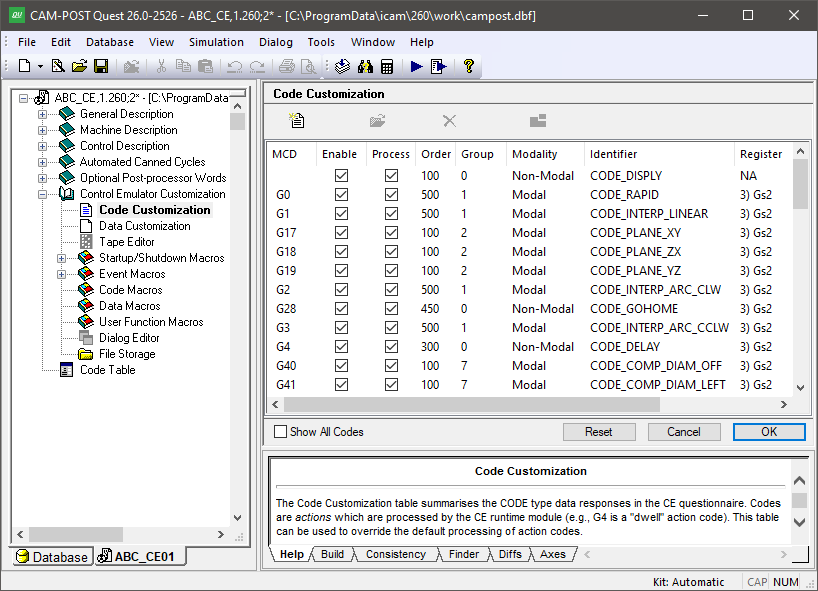 CAM-POST Quest 26.0-2526 - ABC_CE,1.260;2* - [C:\ProgramData\icam\260\work\campost.dbf]
File Edit Database View Simulation Dialog Tools Window Help
ABC_CE,1.260;2* - [C:\ProgramData
General Description
Machine Description
Control Description
Automated Canned Cycles
Optional Post-processor Words
Control Emulator Customization
Code Customization
Data Customization
Tape Editor
Startup/Shutdown Macros
Event Macros
Code Macros
Data Macros
User Function Macros
Dialog Editor
File Storage
Code Table
Database ABC_CE01
Code Customization
MCD Enable Process Order Group Modality Identifier Register
100 0 Non-Modal CODE_DISPLY NA
G0 500 1 Modal CODE_RAPID 3) Gs2
G1 500 1 Modal CODE_INTERP_LINEAR 3) Gs2
G17 100 2 Modal CODE_PLANE_XY 3) Gs2
G18 100 2 Modal CODE_PLANE_ZX 3) Gs2
G19 100 2 Modal CODE_PLANE_YZ 3) Gs2
G2 500 1 Modal CODE_INTERP_ARC_CLW 3) Gs2
G28 450 0 Non-Modal CODE_GOHOME 3) Gs2
G3 500 1 Modal CODE_INTERP_ARC_CCLW 3) Gs2
G4 300 0 Non-Modal CODE_DELAY 3) Gs2
G40 100 7 Modal CODE_COMP_DIAM_OFF 3) Gs2
G41 100 7 Modal CODE_COMP_DIAM_LEFT 3) Gs2
Show All Codes Reset Cancel OK
Code Customization
The Code Customization table summarises the CODE type data responses in the CE questionnaire. Codes
are actions which are processed by the CE runtime module (e.g., G4 is a "dwell" action code). This table
can be used to override the default processing of action codes.
Help Build Consistency Finder Diffs Axes
Kit: Automatic CAP NUM